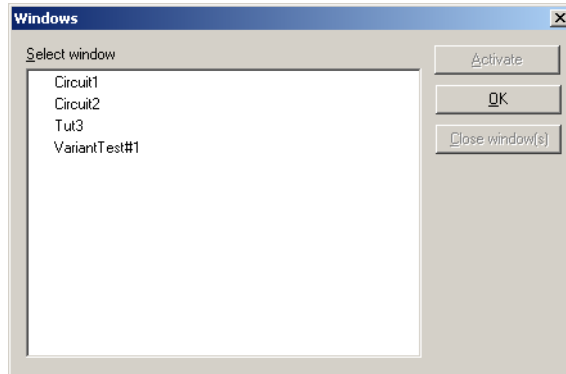 Windows
Select window
Activate
Circuit1
Circuit2
OK
Tut3
VariantTest#1
Close window(s)